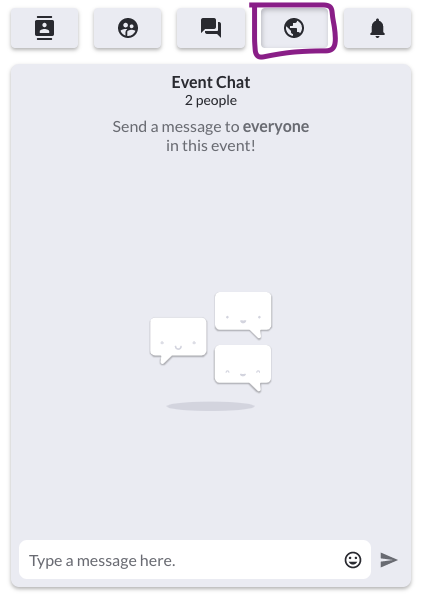 Event Chat
2 people
Send a message to everyone
in this event!
Type a message here.